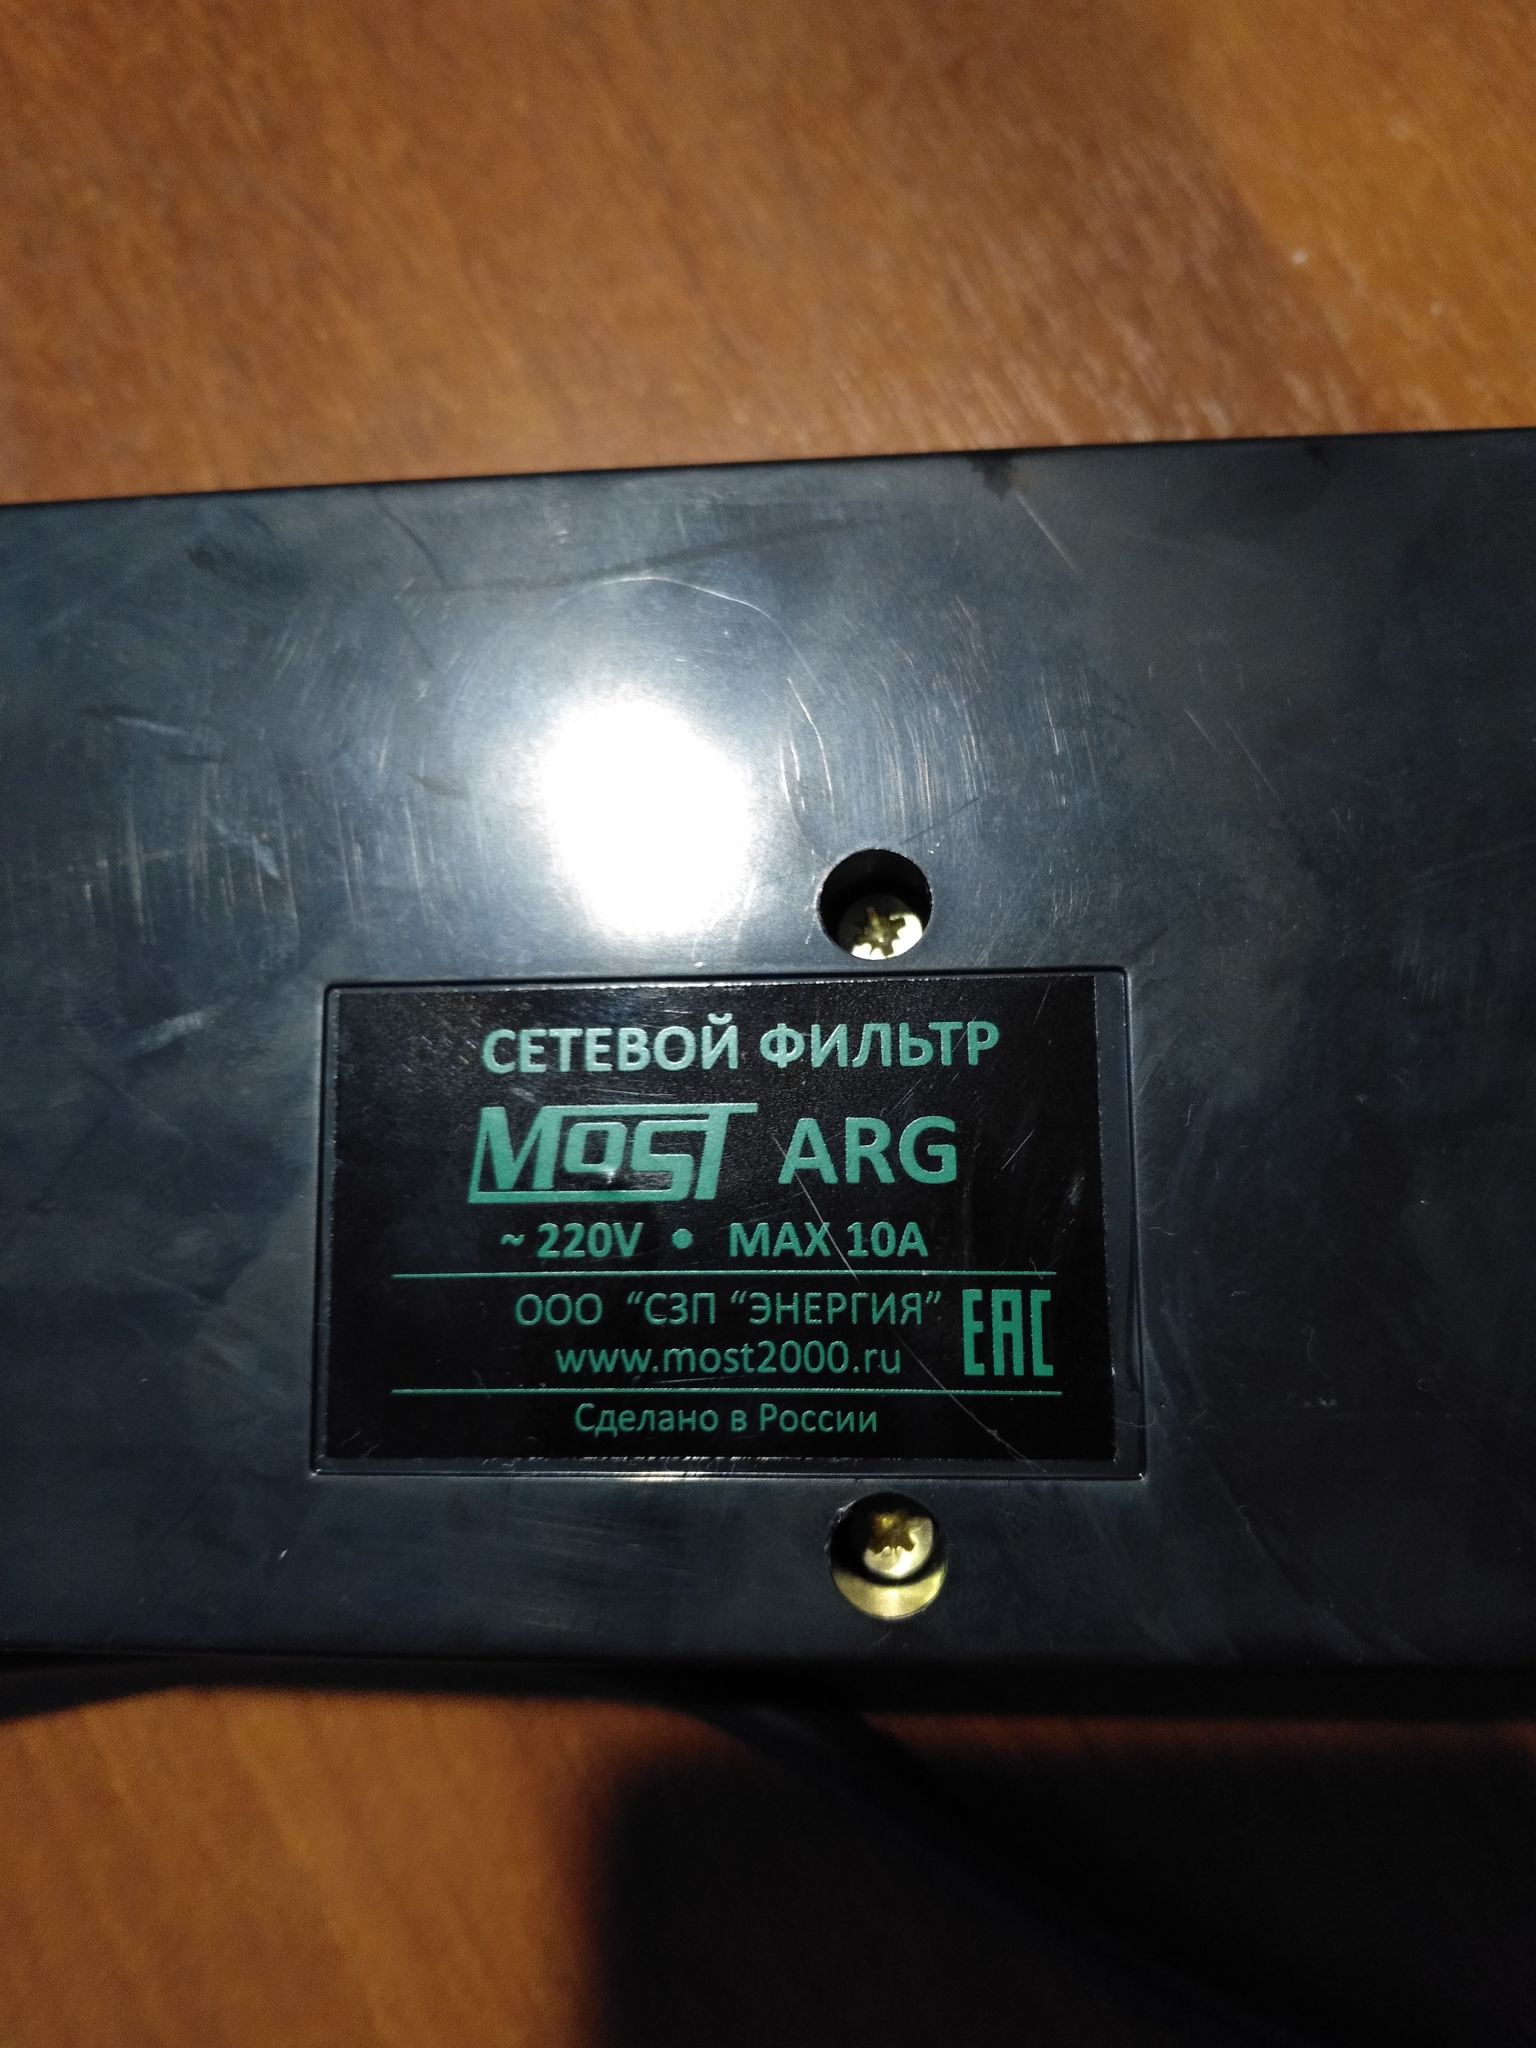 СЕТЕВОЙ ФИЛЬТР
MOST ARG
~ 220V • MAX 10A
ООО "СЗП "ЭНЕРГИЯ"
www.most2000.ru
EAC
Сделано в России